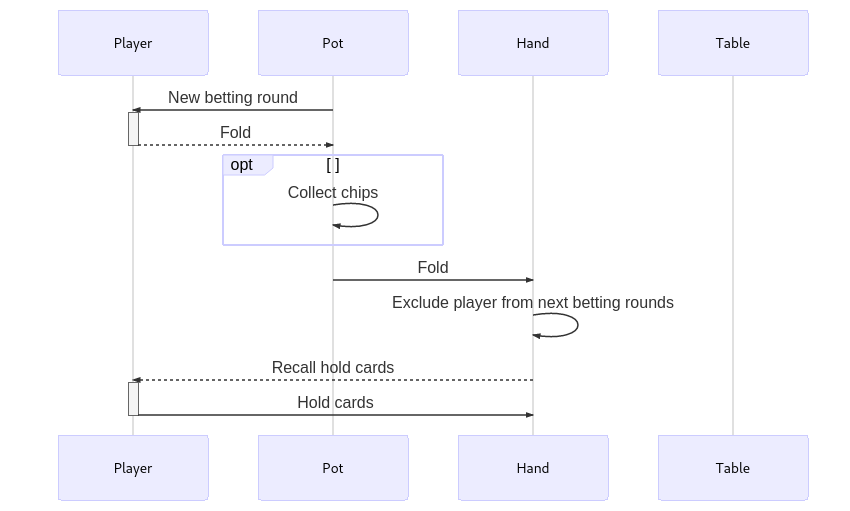 Player Pot Hand Table
New betting round
Fold
opt [ ]
Collect chips
Fold
Exclude player from next betting rounds
Recall hold cards
Hold cards
Player Pot Hand Table